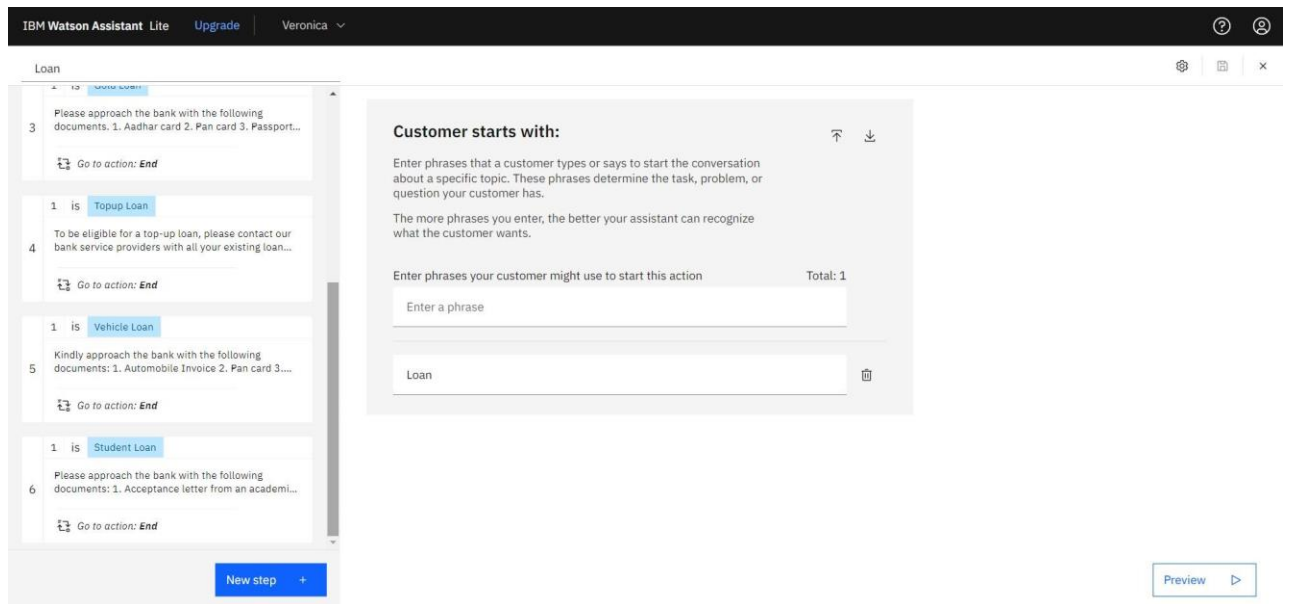 IBM Watson Assistant Lite Upgrade Veronica
Loan
1 is Gold Loan
3
Please approach the bank with the following
documents. 1. Aadhar card 2. Pan card 3. Passport...
Go to action: End
1 is Topup Loan
4
To be eligible for a top-up loan, please contact our
bank service providers with all your existing loan...
Go to action: End
1 is Vehicle Loan
5
Kindly approach the bank with the following
documents: 1. Automobile Invoice 2. Pan card 3....
Go to action: End
1 is Student Loan
6
Please approach the bank with the following
documents: 1. Acceptance letter from an academi...
Go to action: End
New step +
Customer starts with:
Enter phrases that a customer types or says to start the conversation
about a specific topic. These phrases determine the task, problem, or
question your customer has.
The more phrases you enter, the better your assistant can recognize
what the customer wants.
Enter phrases your customer might use to start this action Total: 1
Enter a phrase
Loan
Preview